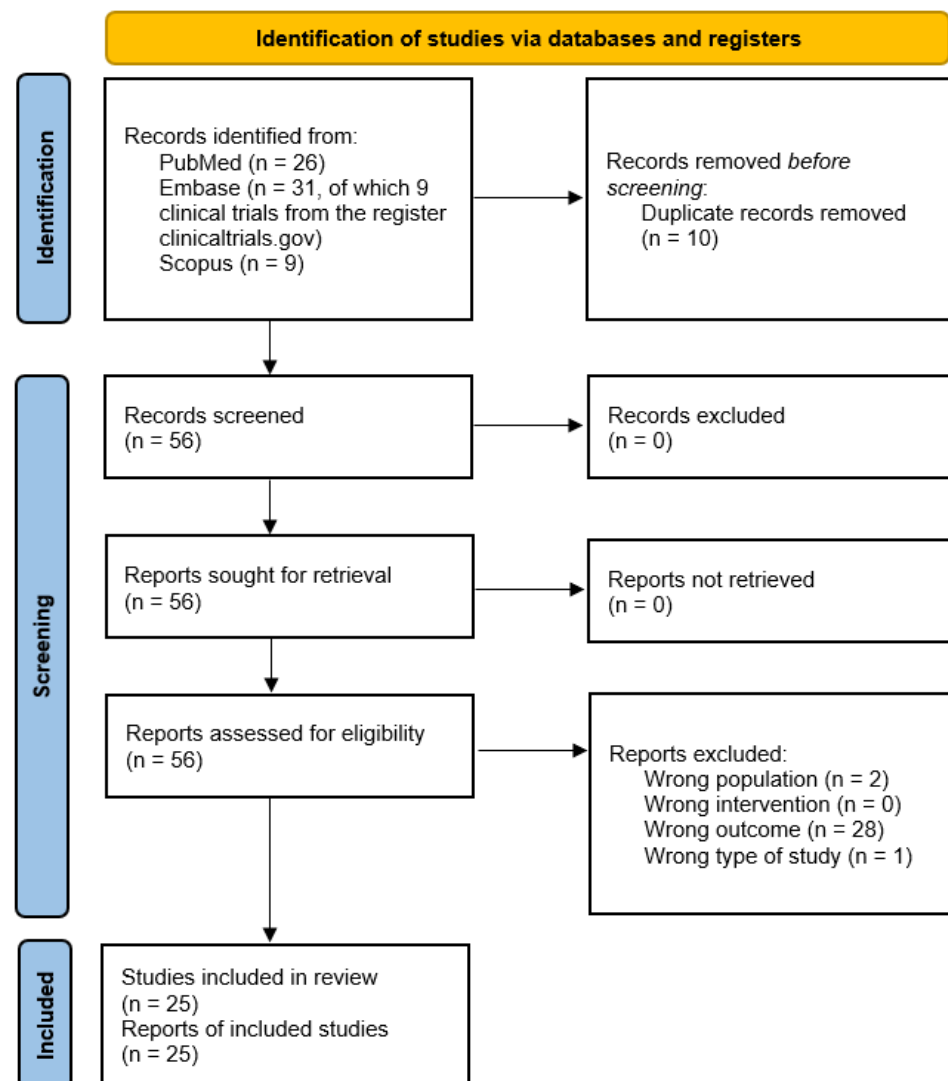 Identification of studies via databases and registers
Identification
Records identified from:
PubMed (n = 26)
Embase (n = 31, of which 9
clinical trials from the register
clinicaltrials.gov)
Scopus (n = 9)
Records removed before
screening:
Duplicate records removed
(n = 10)
Screening
Records screened
(n = 56)
Records excluded
(n = 0)
Reports sought for retrieval
(n = 56)
Reports not retrieved
(n = 0)
Reports assessed for eligibility
(n = 56)
Reports excluded:
Wrong population (n = 2)
Wrong intervention (n = 0)
Wrong outcome (n = 28)
Wrong type of study (n = 1)
Included
Studies included in review
(n = 25)
Reports of included studies
(n = 25)